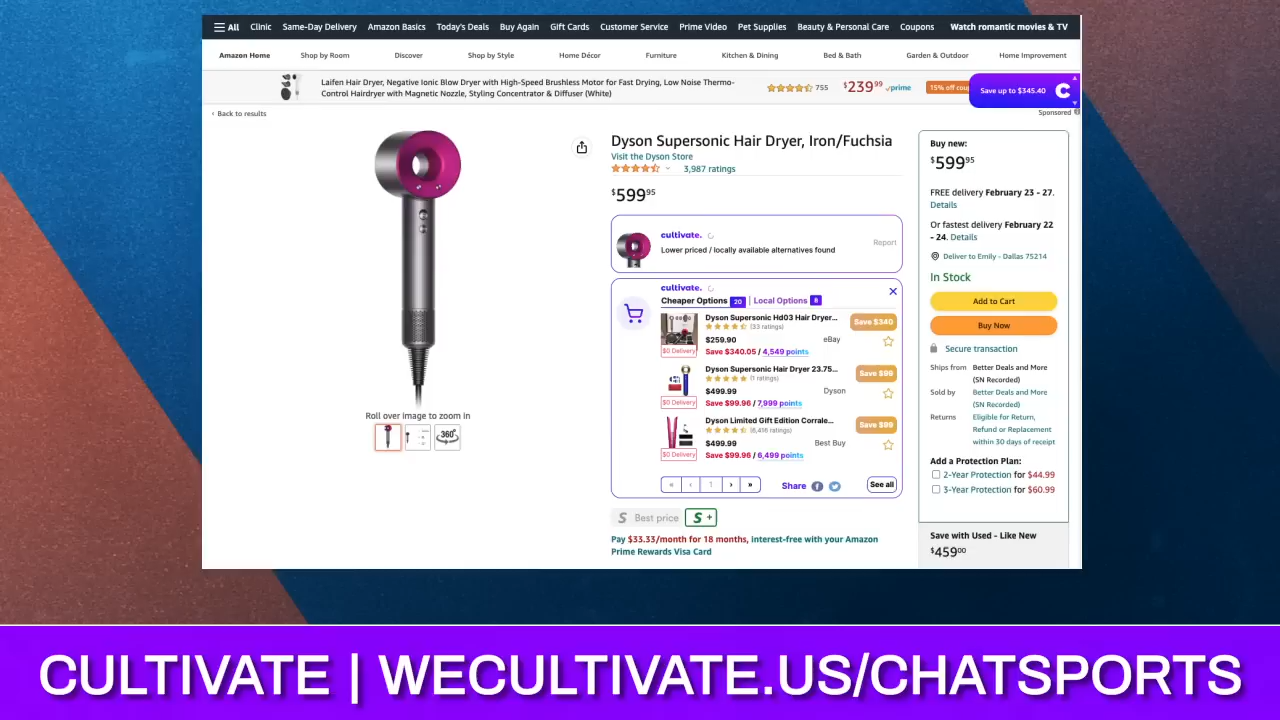 All Clinic Same-Day Delivery Amazon Basics Today's Deals Buy Again Gift Cards Customer Service Prime Video Pet Supplies Beauty & Personal Care Coupons Watch romantic movies & TV
Amazon Home Shop by Room Discover Shop by Style Home Décor Furniture Kitchen & Dining Bed & Bath Garden & Outdoor Home Improvement
Laifen Hair Dryer, Negative Ionic Blow Dryer with High-Speed Brushless Motor for Fast Drying, Low Noise Thermo-
Control Hairdryer with Magnetic Nozzle, Styling Concentrator & Diffuser (White)
755 $239.99 prime 15% off
Save up to $345.40
Sponsored
‹ Back to results
Dyson Supersonic Hair Dryer, Iron/Fuchsia
Visit the Dyson Store
3,987 ratings
$599.95
cultivate.
Lower priced / locally available alternatives found
Report
cultivate.
Cheaper Options 20 | Local Options 8
Dyson Supersonic Hd03 Hair Dryer...
(33 ratings)
$259.90 eBay
$0 Delivery Save $340.05 / 4,549 points
Save $340
Dyson Supersonic Hair Dryer 23.75...
(1 ratings)
$499.99 Dyson
$0 Delivery Save $99.96 / 7,999 points
Save $99
Dyson Limited Gift Edition Corrale...
(6,416 ratings)
$499.99 Best Buy
$0 Delivery Save $99.96 / 6,499 points
Save $99
« ‹ 1 › » Share See all
S Best price S +
Pay $33.33/month for 18 months, interest-free with your Amazon
Prime Rewards Visa Card
Roll over image to zoom in
360°
Buy new:
$599.95
FREE delivery February 23 - 27.
Details
Or fastest delivery February 22
- 24. Details
Deliver to Emily - Dallas 75214
In Stock
Add to Cart
Buy Now
Secure transaction
Ships from Better Deals and More
(SN Recorded)
Sold by Better Deals and More
(SN Recorded)
Returns Eligible for Return,
Refund or Replacement
within 30 days of receipt
Add a Protection Plan:
2-Year Protection for $44.99
3-Year Protection for $60.99
Save with Used - Like New
$459.00
CULTIVATE | WECULTIVATE.US/CHATSPORTS